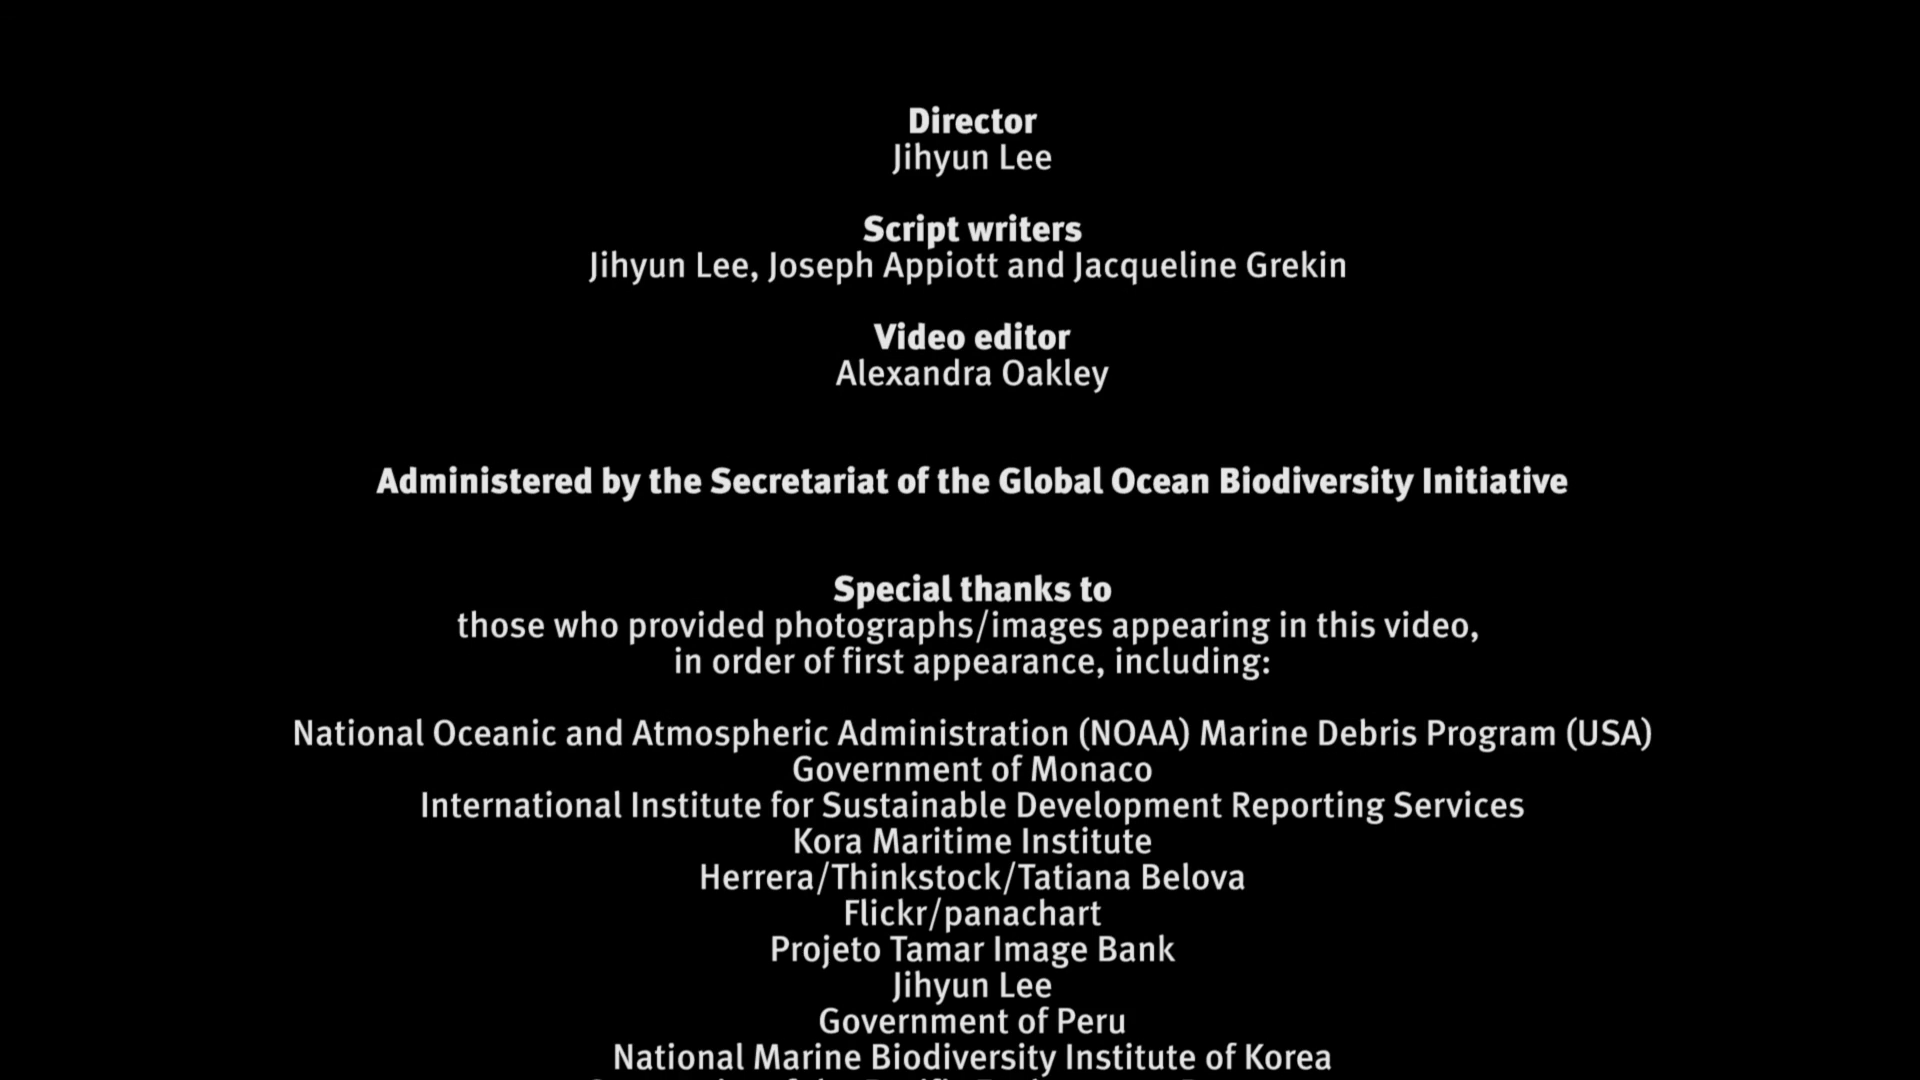 Director
Jihyun Lee
Script writers
Jihyun Lee, Joseph Appiott and Jacqueline Grekin
Video editor
Alexandra Oakley
Administered by the Secretariat of the Global Ocean Biodiversity Initiative
Special thanks to
those who provided photographs/images appearing in this video,
in order of first appearance, including:
National Oceanic and Atmospheric Administration (NOAA) Marine Debris Program (USA)
Government of Monaco
International Institute for Sustainable Development Reporting Services
Kora Maritime Institute
Herrera/Thinkstock/Tatiana Belova
Flickr/panachart
Projeto Tamar Image Bank
Jihyun Lee
Government of Peru
National Marine Biodiversity Institute of Korea